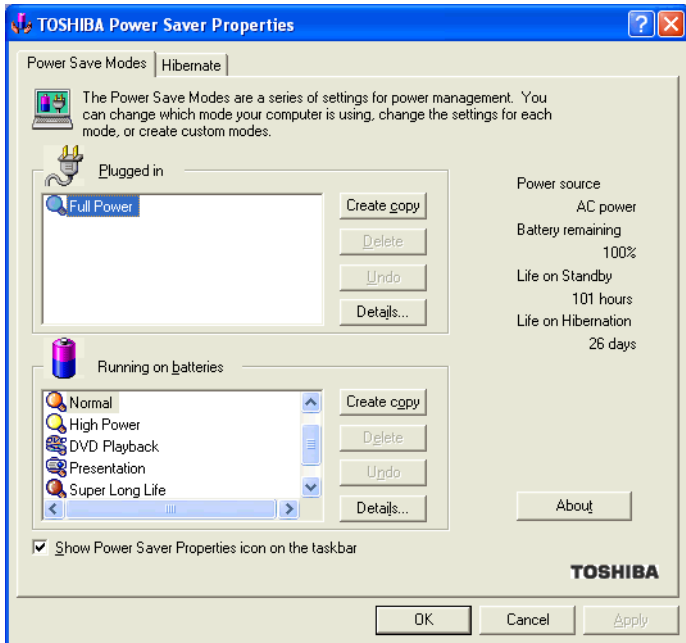 TOSHIBA Power Saver Properties
Power Save Modes
Hibernate
The Power Save Modes are a series of settings for power management. You
can change which mode your computer is using, change the settings for each
mode, or create custom modes.
Plugged in
Full Power
Create copy
Delete
Undo
Details...
Power source
AC power
Battery remaining
100%
Life on Standby
101 hours
Life on Hibernation
26 days
Running on batteries
Normal
High Power
DVD Playback
Presentation
Super Long Life
Create copy
Delete
Undo
Details...
About
Show Power Saver Properties icon on the taskbar
TOSHIBA
OK
Cancel
Apply